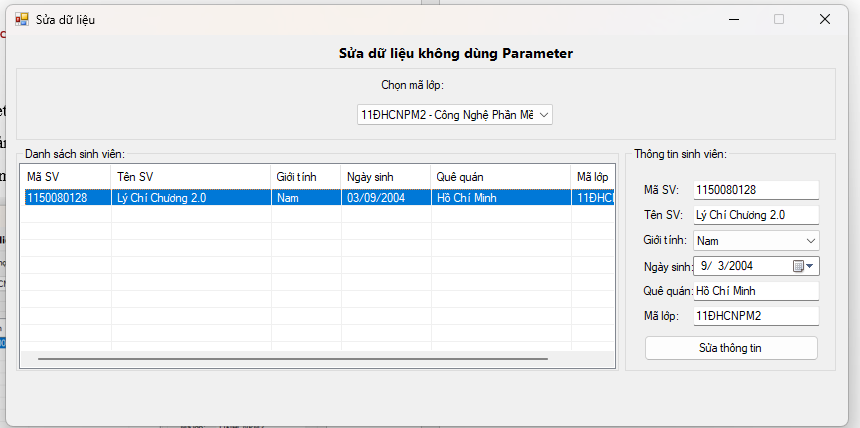 Sửa dữ liệu
Sửa dữ liệu không dùng Parameter
Chọn mã lớp:
11ĐHCNPM2 - Công Nghệ Phần Mề
Danh sách sinh viên:
Mã SV Tên SV Giới tính Ngày sinh Quê quán Mã lớp
1150080128 Lý Chí Chương 2.0 Nam 03/09/2004 Hồ Chí Minh 11ĐHC
Thông tin sinh viên:
Mã SV: 1150080128
Tên SV: Lý Chí Chương 2.0
Giới tính: Nam
Ngày sinh: 9/ 3/2004
Quê quán: Hồ Chí Minh
Mã lớp: 11ĐHCNPM2
Sửa thông tin